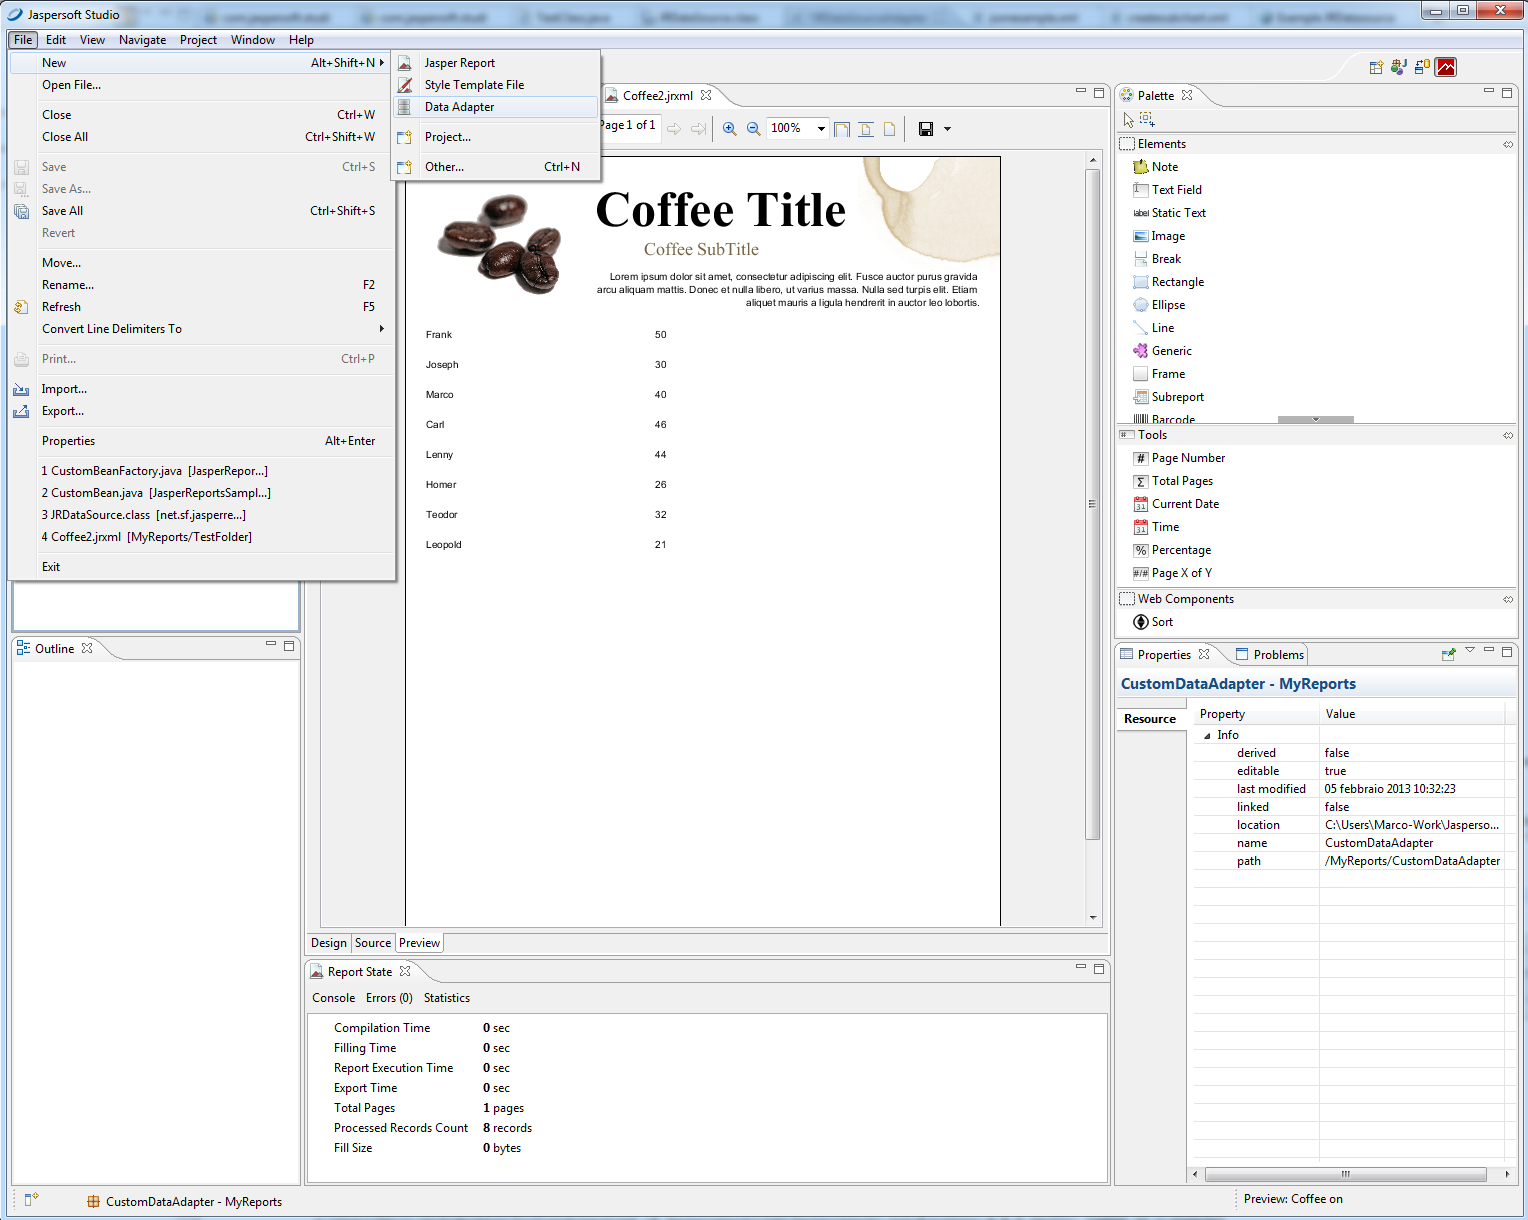 Jaspersoft Studio
File Edit View Navigate Project Window Help
New Alt+Shift+N
Open File...
Close Ctrl+W
Close All Ctrl+Shift+W
Save Ctrl+S
Save As...
Save All Ctrl+Shift+S
Revert
Move...
Rename... F2
Refresh F5
Convert Line Delimiters To
Print... Ctrl+P
Import...
Export...
Properties Alt+Enter
1 CustomBeanFactory.java [JasperRepor...]
2 CustomBean.java [JasperReportsSampl...]
3 JRDataSource.class [net.sf.jasperre...]
4 Coffee2.jrxml [MyReports/TestFolder]
Exit
Jasper Report
Style Template File
Data Adapter
Project...
Other... Ctrl+N
Coffee2.jrxml
Page 1 of 1
100%
Coffee Title
Coffee SubTitle
Lorem ipsum dolor sit amet, consectetur adipiscing elit. Fusce auctor purus gravida
arcu aliquam mattis. Donec et nulla libero, ut varius massa. Nulla sed turpis elit. Etiam
aliquet mauris a ligula hendrerit in auctor leo lobortis.
Frank 50
Joseph 30
Marco 40
Carl 46
Lenny 44
Homer 26
Teodor 32
Leopold 21
Design Source Preview
Outline
Report State
Console Errors (0) Statistics
Compilation Time 0 sec
Filling Time 0 sec
Report Execution Time 0 sec
Export Time 0 sec
Total Pages 1 pages
Processed Records Count 8 records
Fill Size 0 bytes
Palette
Elements
Note
Text Field
label Static Text
Image
Break
Rectangle
Ellipse
Line
Generic
Frame
Subreport
Barcode
Tools
# Page Number
Σ Total Pages
31 Current Date
31 Time
% Percentage
#/# Page X of Y
Web Components
Sort
Properties Problems
CustomDataAdapter - MyReports
Resource
Property Value
Info
derived false
editable true
last modified 05 febbraio 2013 10:32:23
linked false
location C:\Users\Marco-Work\Jasperso...
name CustomDataAdapter
path /MyReports/CustomDataAdapter
CustomDataAdapter - MyReports
Preview: Coffee on